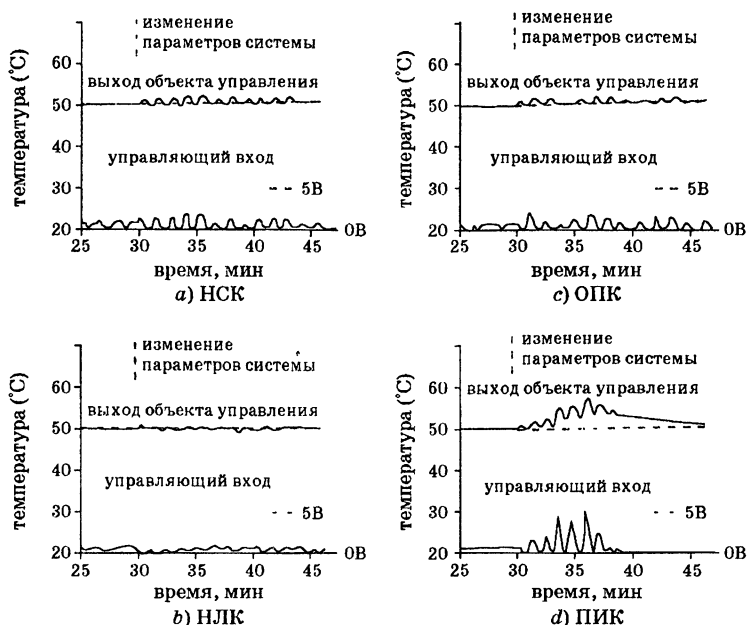 изменение
параметров системы
60
выход объекта управления
50
40
управляющий вход
30
5В
20
0В
25 30 35 40 45
время, мин
температура (°C)
a) НСК
изменение
параметров системы
60
выход объекта управления
50
40
управляющий вход
30
5В
20
0В
25 30 35 40 45
время, мин
температура (°C)
c) ОПК
изменение
параметров системы
60
выход объекта управления
50
40
управляющий вход
30
5В
20
0В
25 30 35 40 45
время, мин
температура (°C)
b) НЛК
изменение
параметров системы
60
выход объекта управления
50
40
управляющий вход
30
5В
20
0В
25 30 35 40 45
время, мин
температура (°C)
d) ПИК